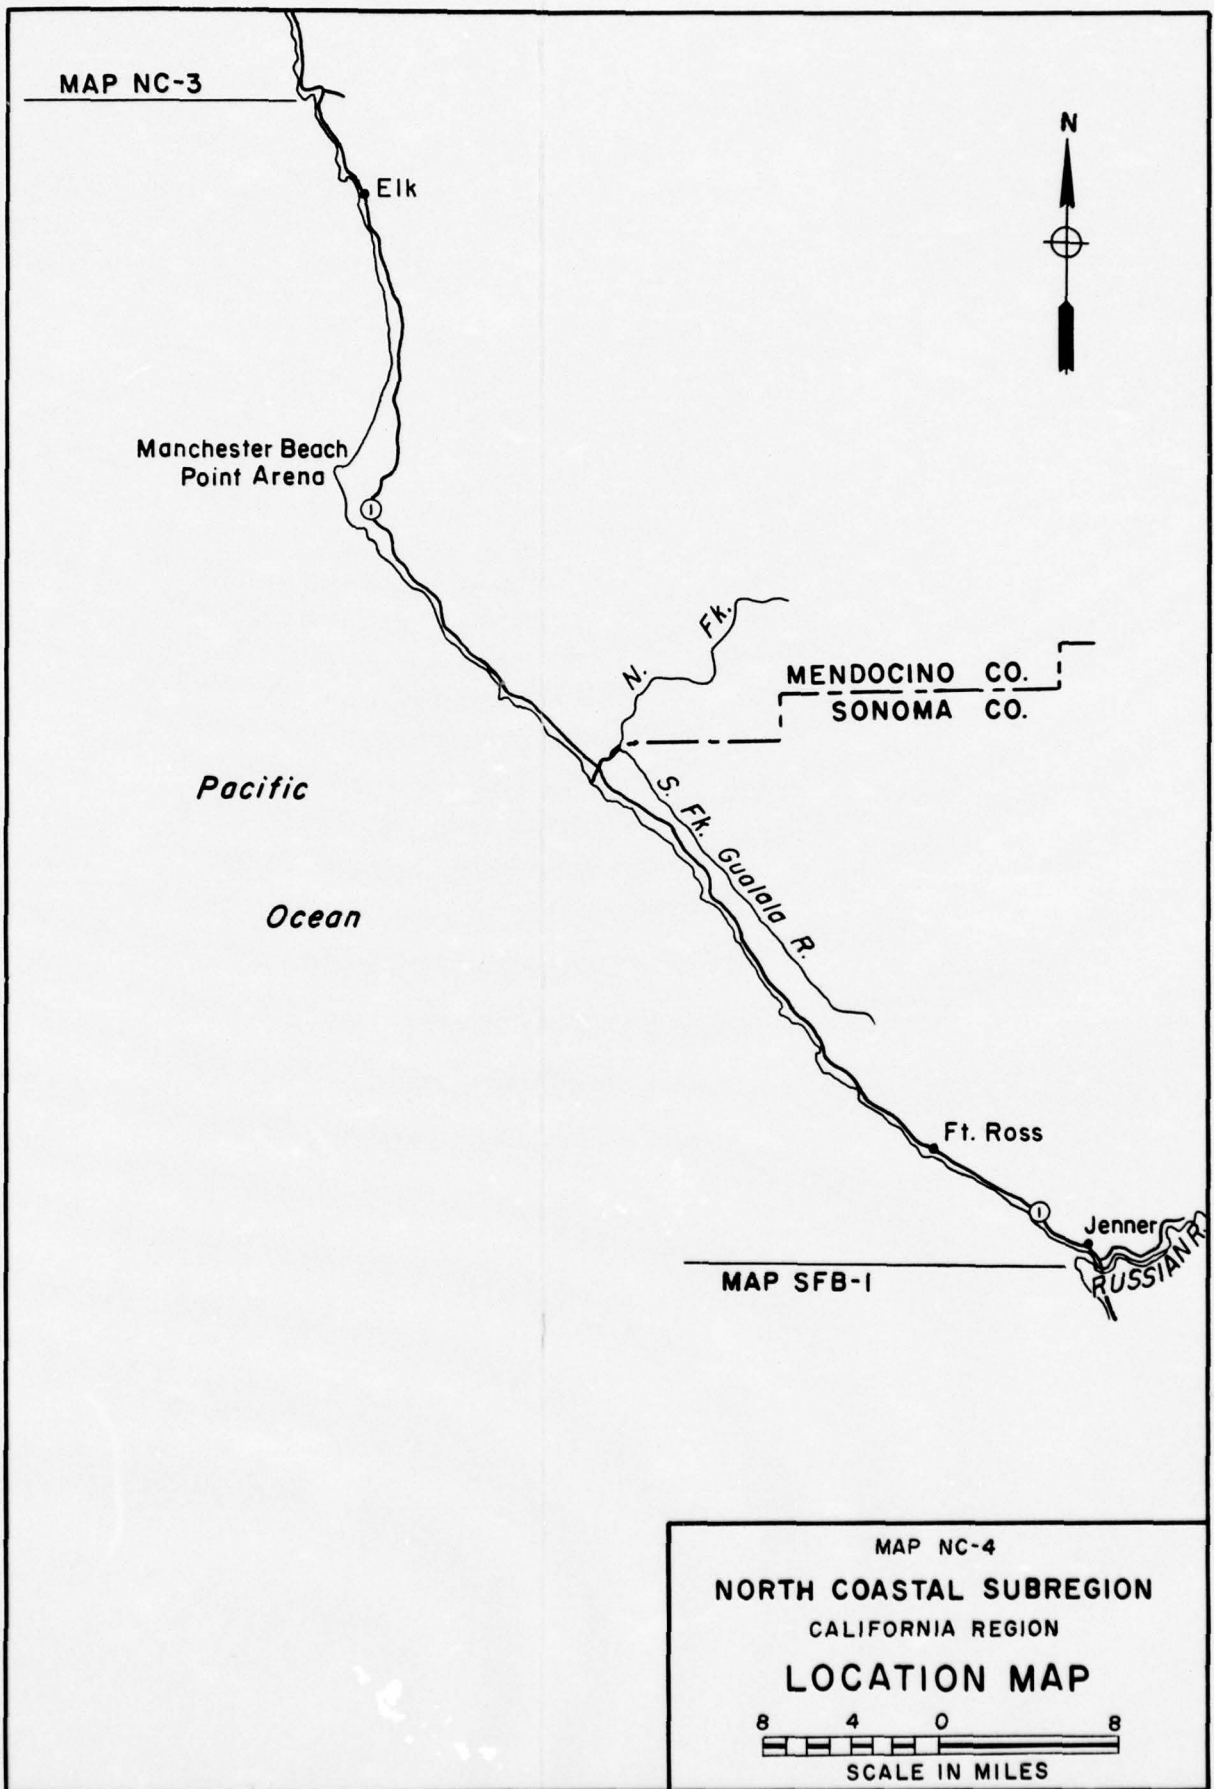 MAP NC-3
N
Elk
Manchester Beach
Point Arena
1
N. Fk.
MENDOCINO CO.
SONOMA CO.
Pacific
Ocean
S. Fk. Gualala R.
Ft. Ross
1
Jenner
RUSSIAN R.
MAP SFB-1
MAP NC-4
NORTH COASTAL SUBREGION
CALIFORNIA REGION
LOCATION MAP
8 4 0 8
SCALE IN MILES